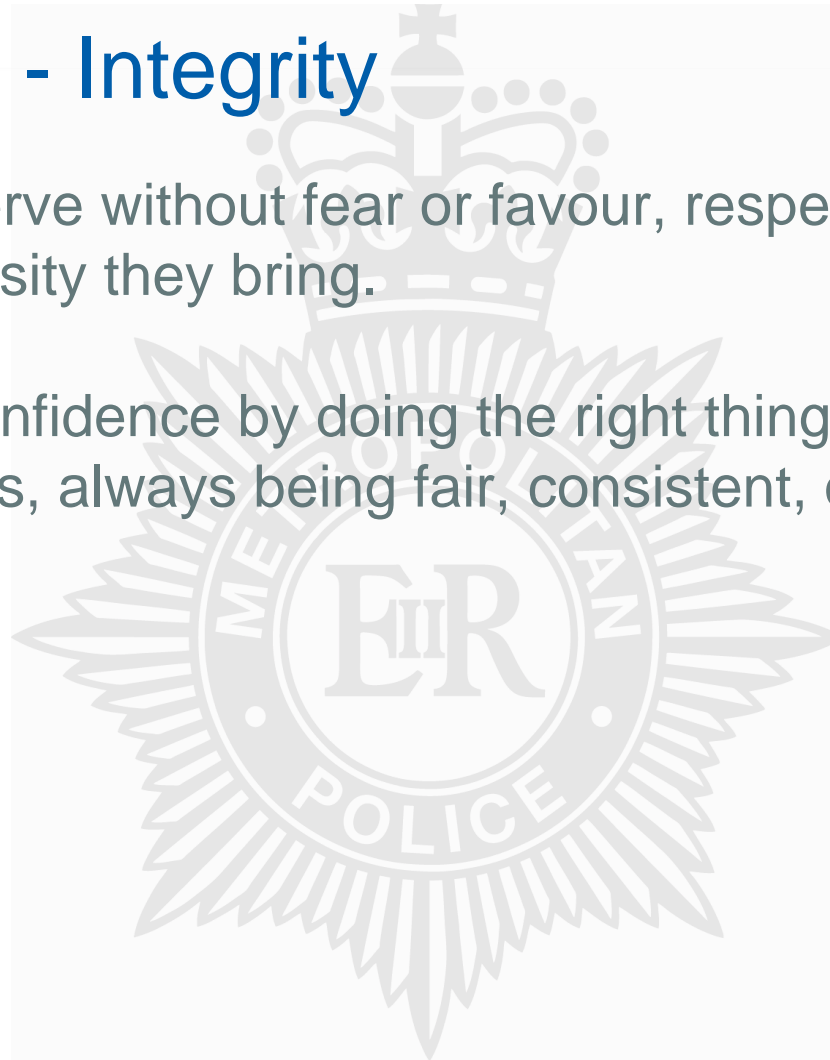 - Integrity
rve without fear or favour, respe
sity they bring.
nfidence by doing the right thing
s, always being fair, consistent,
METROPOLITAN
EIIR
POLICE